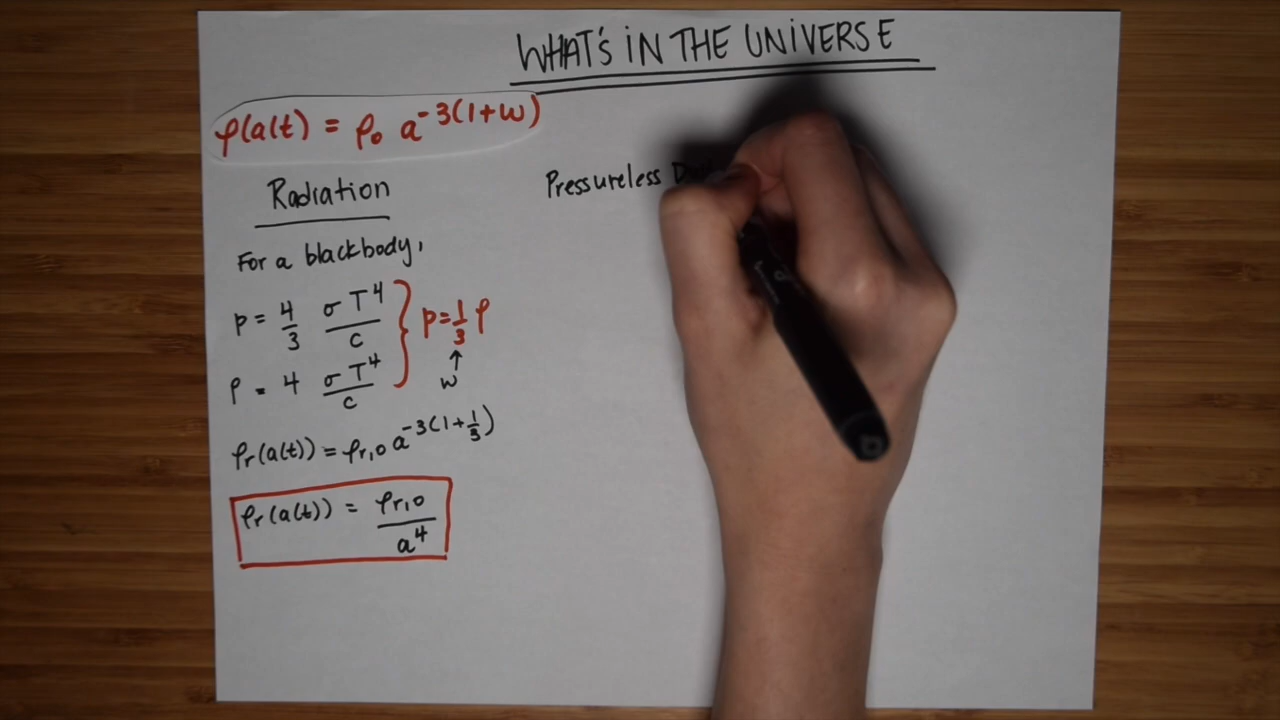 WHAT'S IN THE UNIVERSE
ρ(a(t) = ρ₀ a^-3(1+w)
Radiation
Pressureless
For a blackbody,
p = 4/3 σT⁴/c } p = 1/3 ρ
↑
w
ρ = 4 σT⁴/c
ρr(a(t)) = ρr,0 a^-3(1+1/3)
ρr(a(t)) = ρr,0/a⁴